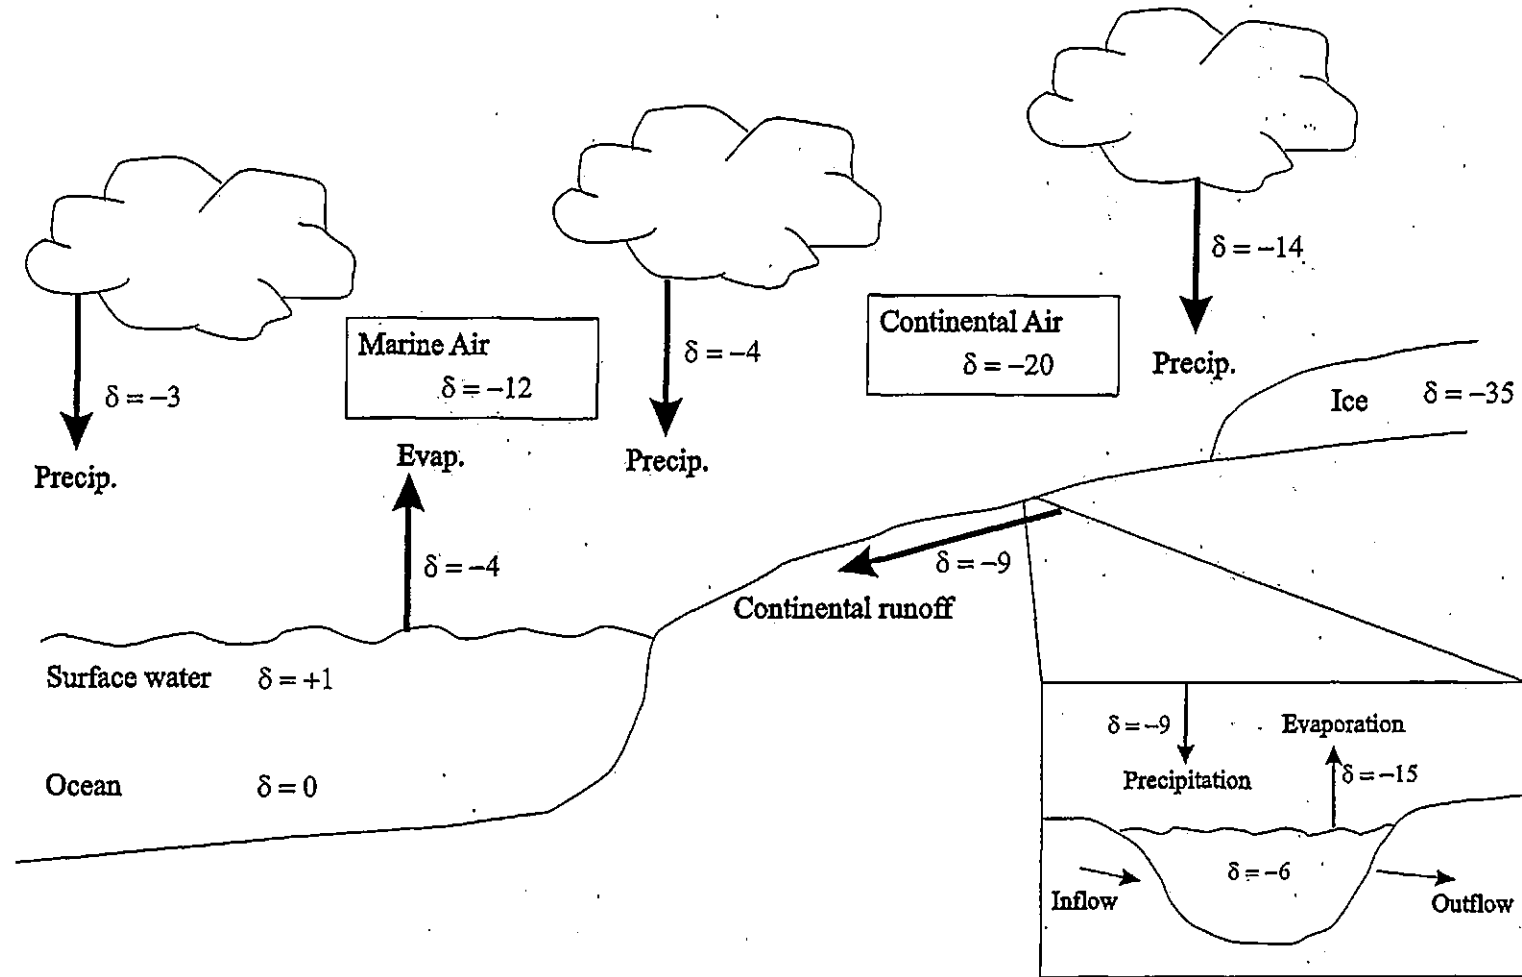 δ = –14
Continental Air
δ = –20
Marine Air
δ = –12
δ = –4
Precip.
δ = –3
Ice
δ = –35
Evap.
Precip.
Precip.
δ = –4
δ = –9
Continental runoff
Surface water
δ = +1
δ = –9
Evaporation
Precipitation
δ = –15
Ocean
δ = 0
δ = –6
Inflow
Outflow